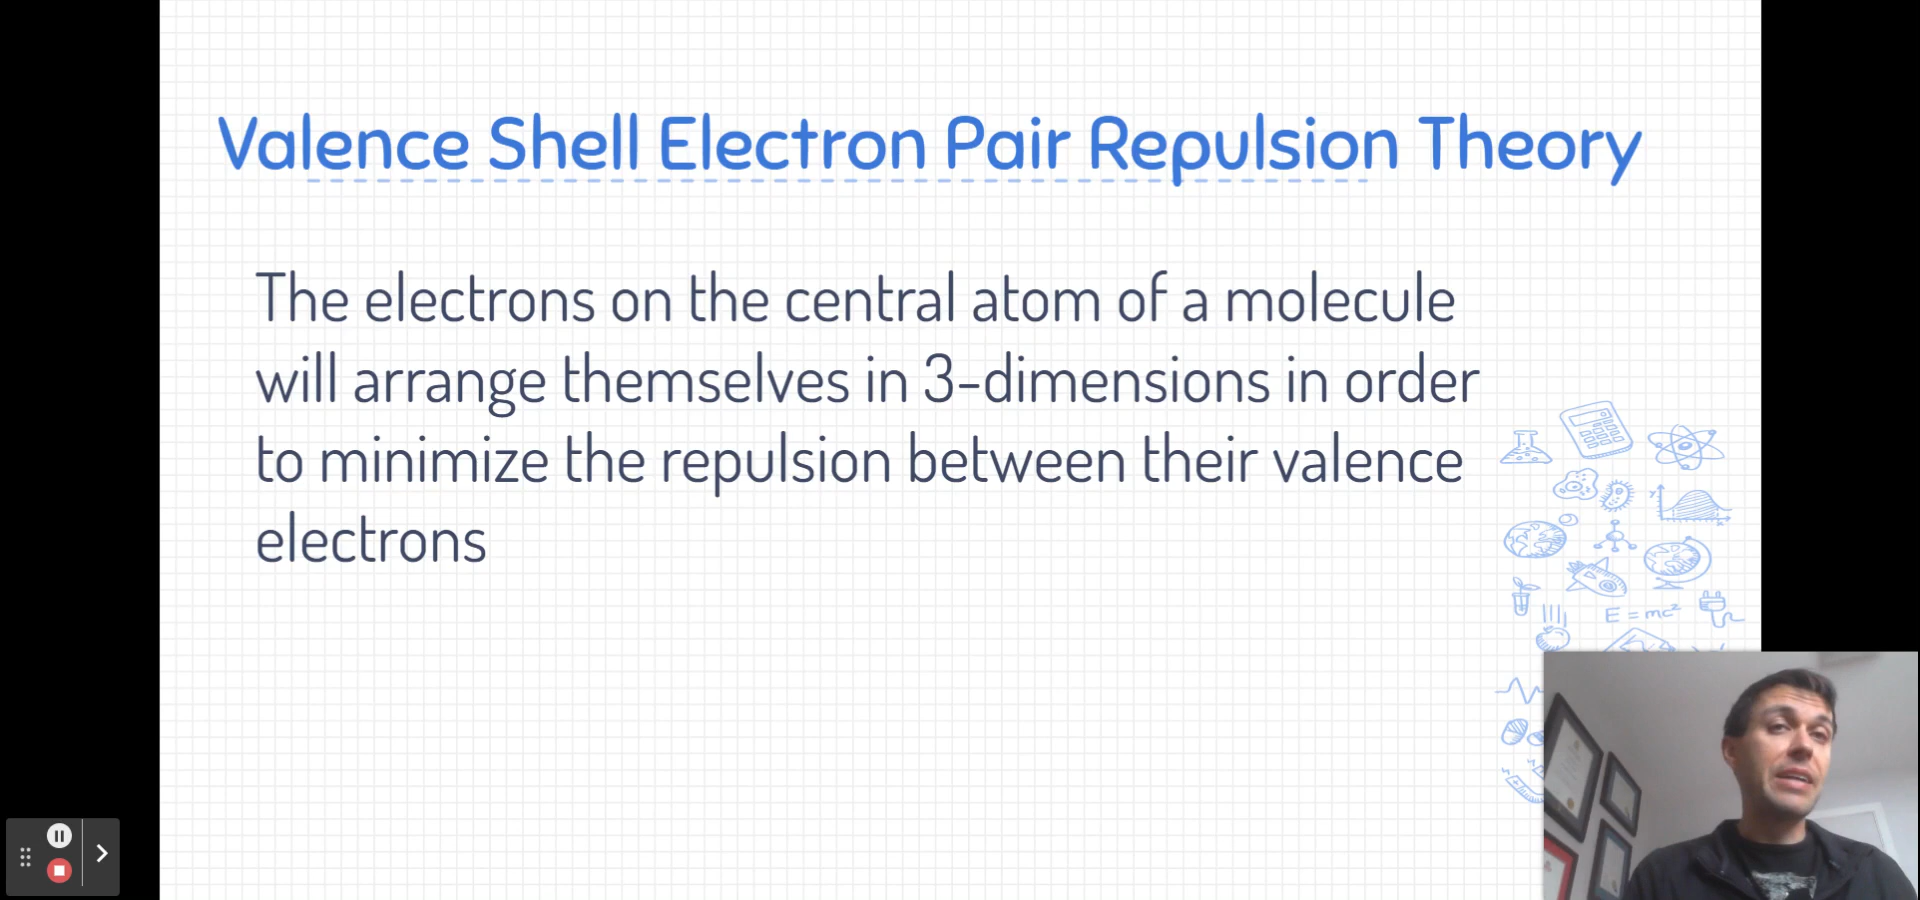 Valence Shell Electron Pair Repulsion Theory
The electrons on the central atom of a molecule
will arrange themselves in 3-dimensions in order
to minimize the repulsion between their valence
electrons
E = mc²